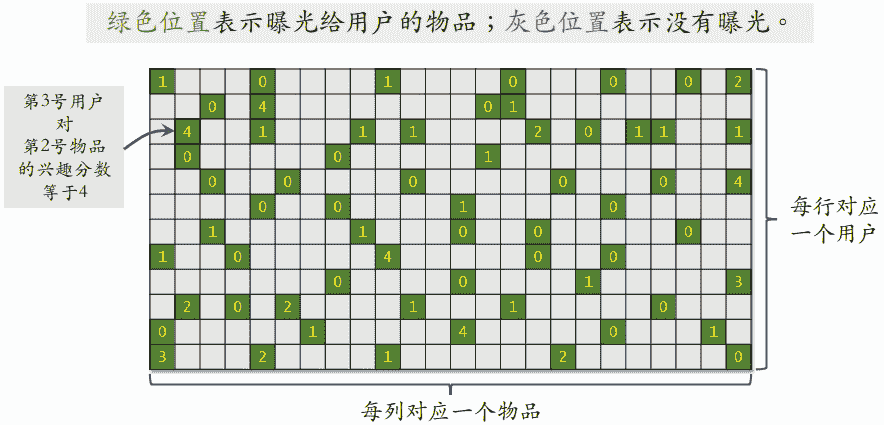 绿色位置表示曝光给用户的物品；灰色位置表示没有曝光。
第3号用户
对
第2号物品
的兴趣分数
等于4
1 0 1 0 0 0 2
0 4 0 1
4 1 1 1 2 0 1 1 1
0 0 1
0 0 0 0 0 4
0 0 1 0
1 1 0 0 0
1 0 4 0 0
0 0 1 3
2 0 2 1 1 0
0 1 4 0 1
3 2 1 2 0
每行对应
一个用户
每列对应一个物品